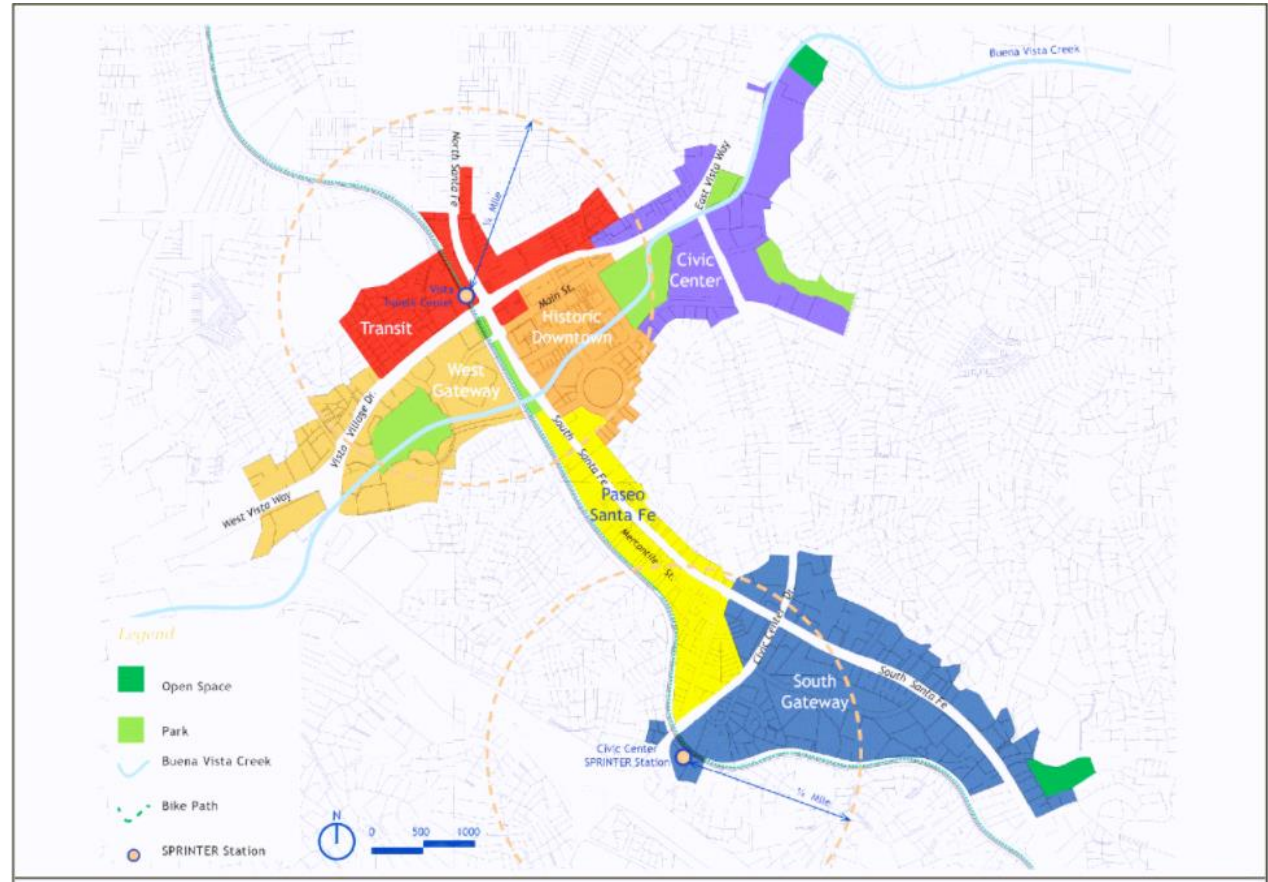 Buena Vista Creek
North Santa Fe
¼ Mile
East Vista Way
Civic
Center
Vista
Transit Center
Main St.
Historic
Downtown
Transit
West
Gateway
Vista Village Dr.
West Vista Way
South Santa Fe
Paseo
Santa Fe
Mercantile St.
Civic Center Dr.
South
Gateway
South Santa Fe
Civic Center
SPRINTER Station
¼ Mile
Legend
Open Space
Park
Buena Vista Creek
Bike Path
SPRINTER Station
N
0 500 1000